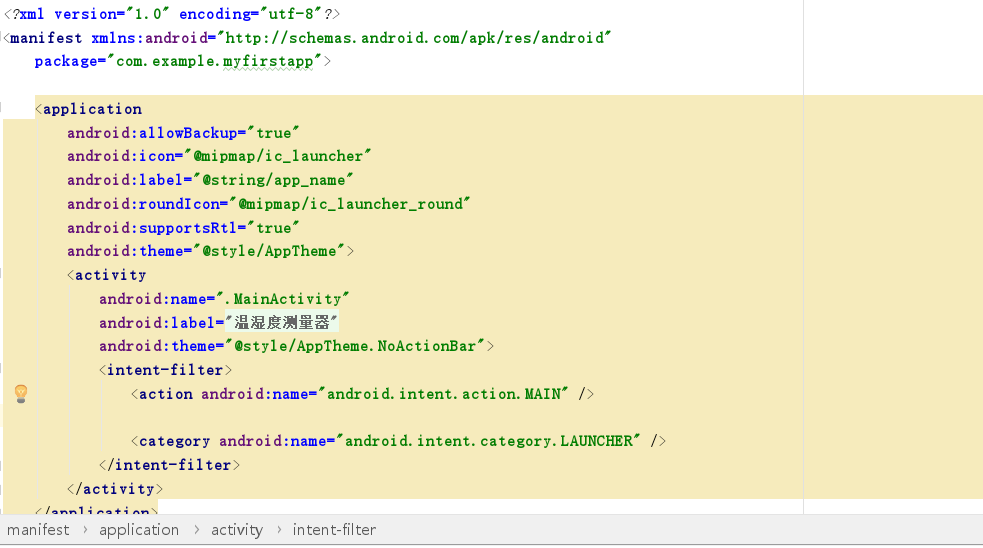 <?xml version="1.0" encoding="utf-8"?>
<manifest xmlns:android="http://schemas.android.com/apk/res/android"
    package="com.example.myfirstapp">

    <application
        android:allowBackup="true"
        android:icon="@mipmap/ic_launcher"
        android:label="@string/app_name"
        android:roundIcon="@mipmap/ic_launcher_round"
        android:supportsRtl="true"
        android:theme="@style/AppTheme">
        <activity
            android:name=".MainActivity"
            android:label="温湿度测量器"
            android:theme="@style/AppTheme.NoActionBar">
            <intent-filter>
                <action android:name="android.intent.action.MAIN" />

                <category android:name="android.intent.category.LAUNCHER" />
            </intent-filter>
        </activity>
    </application>
manifest › application › activity › intent-filter